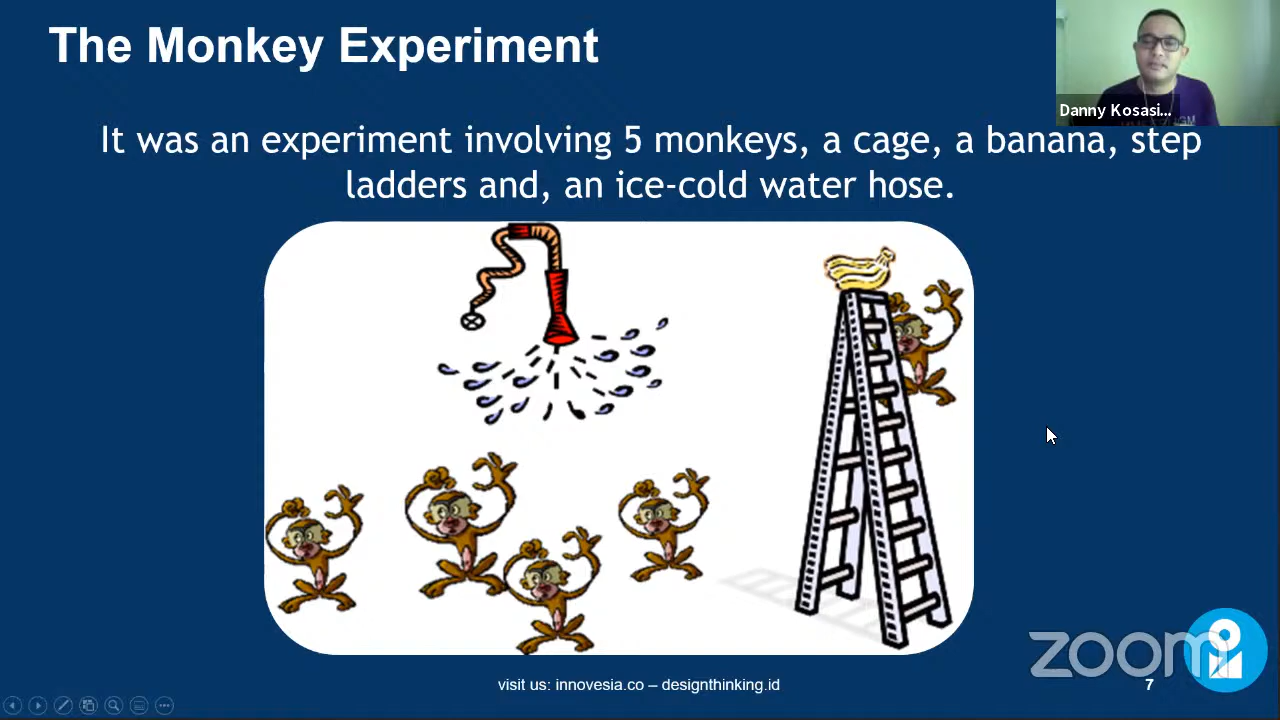 The Monkey Experiment
Danny Kosasi...
It was an experiment involving 5 monkeys, a cage, a banana, step
ladders and, an ice-cold water hose.
zoom
visit us: innovesia.co – designthinking.id
7